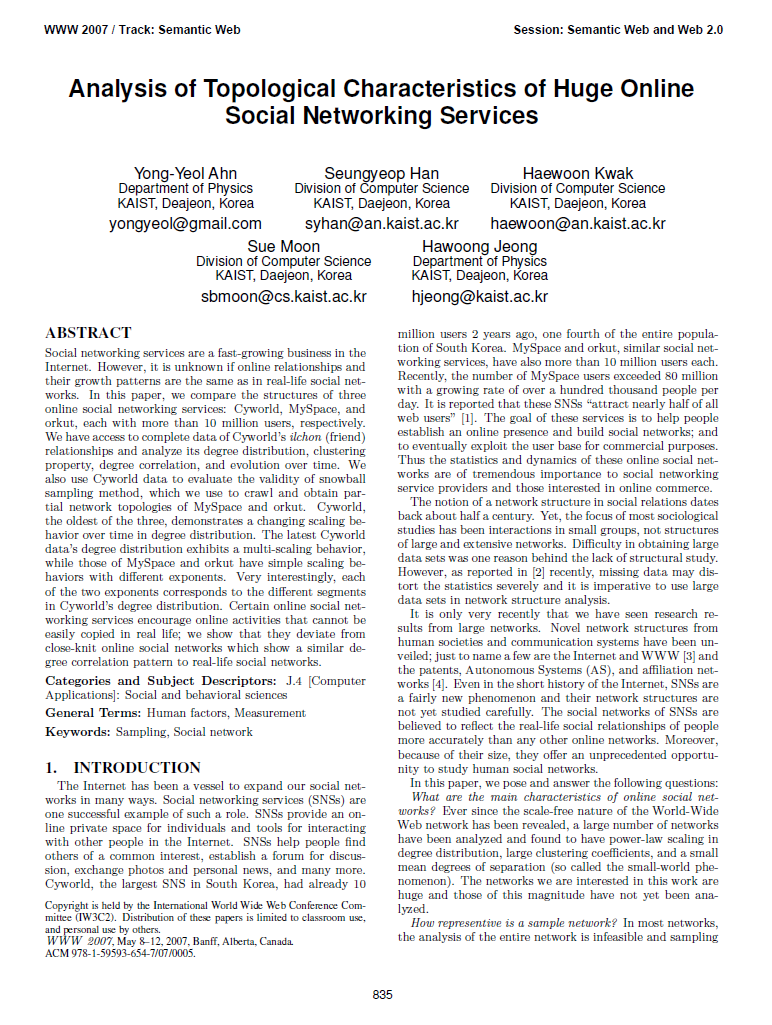 WWW 2007 / Track: Semantic Web
Session: Semantic Web and Web 2.0
Analysis of Topological Characteristics of Huge Online
Social Networking Services
Yong-Yeol Ahn
Department of Physics
KAIST, Deajeon, Korea
yongyeol@gmail.com
Seungyeop Han
Division of Computer Science
KAIST, Daejeon, Korea
syhan@an.kaist.ac.kr
Haewoon Kwak
Division of Computer Science
KAIST, Daejeon, Korea
haewoon@an.kaist.ac.kr
Sue Moon
Division of Computer Science
KAIST, Daejeon, Korea
sbmoon@cs.kaist.ac.kr
Hawoong Jeong
Department of Physics
KAIST, Deajeon, Korea
hjeong@kaist.ac.kr
ABSTRACT
Social networking services are a fast-growing business in the
Internet. However, it is unknown if online relationships and
their growth patterns are the same as in real-life social net-
works. In this paper, we compare the structures of three
online social networking services: Cyworld, MySpace, and
orkut, each with more than 10 million users, respectively.
We have access to complete data of Cyworld's ilchon (friend)
relationships and analyze its degree distribution, clustering
property, degree correlation, and evolution over time. We
also use Cyworld data to evaluate the validity of snowball
sampling method, which we use to crawl and obtain par-
tial network topologies of MySpace and orkut. Cyworld,
the oldest of the three, demonstrates a changing scaling be-
havior over time in degree distribution. The latest Cyworld
data's degree distribution exhibits a multi-scaling behavior,
while those of MySpace and orkut have simple scaling be-
haviors with different exponents. Very interestingly, each
of the two exponents corresponds to the different segments
in Cyworld's degree distribution. Certain online social net-
working services encourage online activities that cannot be
easily copied in real life; we show that they deviate from
close-knit online social networks which show a similar de-
gree correlation pattern to real-life social networks.
Categories and Subject Descriptors: J.4 [Computer
Applications]: Social and behavioral sciences
General Terms: Human factors, Measurement
Keywords: Sampling, Social network
1. INTRODUCTION
The Internet has been a vessel to expand our social net-
works in many ways. Social networking services (SNSs) are
one successful example of such a role. SNSs provide an on-
line private space for individuals and tools for interacting
with other people in the Internet. SNSs help people find
others of a common interest, establish a forum for discus-
sion, exchange photos and personal news, and many more.
Cyworld, the largest SNS in South Korea, had already 10
Copyright is held by the International World Wide Web Conference Com-
mittee (IW3C2). Distribution of these papers is limited to classroom use,
and personal use by others.
WWW 2007, May 8–12, 2007, Banff, Alberta, Canada.
ACM 978-1-59593-654-7/07/0005.
million users 2 years ago, one fourth of the entire popula-
tion of South Korea. MySpace and orkut, similar social net-
working services, have also more than 10 million users each.
Recently, the number of MySpace users exceeded 80 million
with a growing rate of over a hundred thousand people per
day. It is reported that these SNSs "attract nearly half of all
web users" [1]. The goal of these services is to help people
establish an online presence and build social networks; and
to eventually exploit the user base for commercial purposes.
Thus the statistics and dynamics of these online social net-
works are of tremendous importance to social networking
service providers and those interested in online commerce.
The notion of a network structure in social relations dates
back about half a century. Yet, the focus of most sociological
studies has been interactions in small groups, not structures
of large and extensive networks. Difficulty in obtaining large
data sets was one reason behind the lack of structural study.
However, as reported in [2] recently, missing data may dis-
tort the statistics severely and it is imperative to use large
data sets in network structure analysis.
It is only very recently that we have seen research re-
sults from large networks. Novel network structures from
human societies and communication systems have been un-
veiled; just to name a few are the Internet and WWW [3] and
the patents, Autonomous Systems (AS), and affiliation net-
works [4]. Even in the short history of the Internet, SNSs are
a fairly new phenomenon and their network structures are
not yet studied carefully. The social networks of SNSs are
believed to reflect the real-life social relationships of people
more accurately than any other online networks. Moreover,
because of their size, they offer an unprecedented opportu-
nity to study human social networks.
In this paper, we pose and answer the following questions:
What are the main characteristics of online social net-
works? Ever since the scale-free nature of the World-Wide
Web network has been revealed, a large number of networks
have been analyzed and found to have power-law scaling in
degree distribution, large clustering coefficients, and a small
mean degrees of separation (so called the small-world phe-
nomenon). The networks we are interested in this work are
huge and those of this magnitude have not yet been ana-
lyzed.
How representive is a sample network? In most networks,
the analysis of the entire network is infeasible and sampling
835